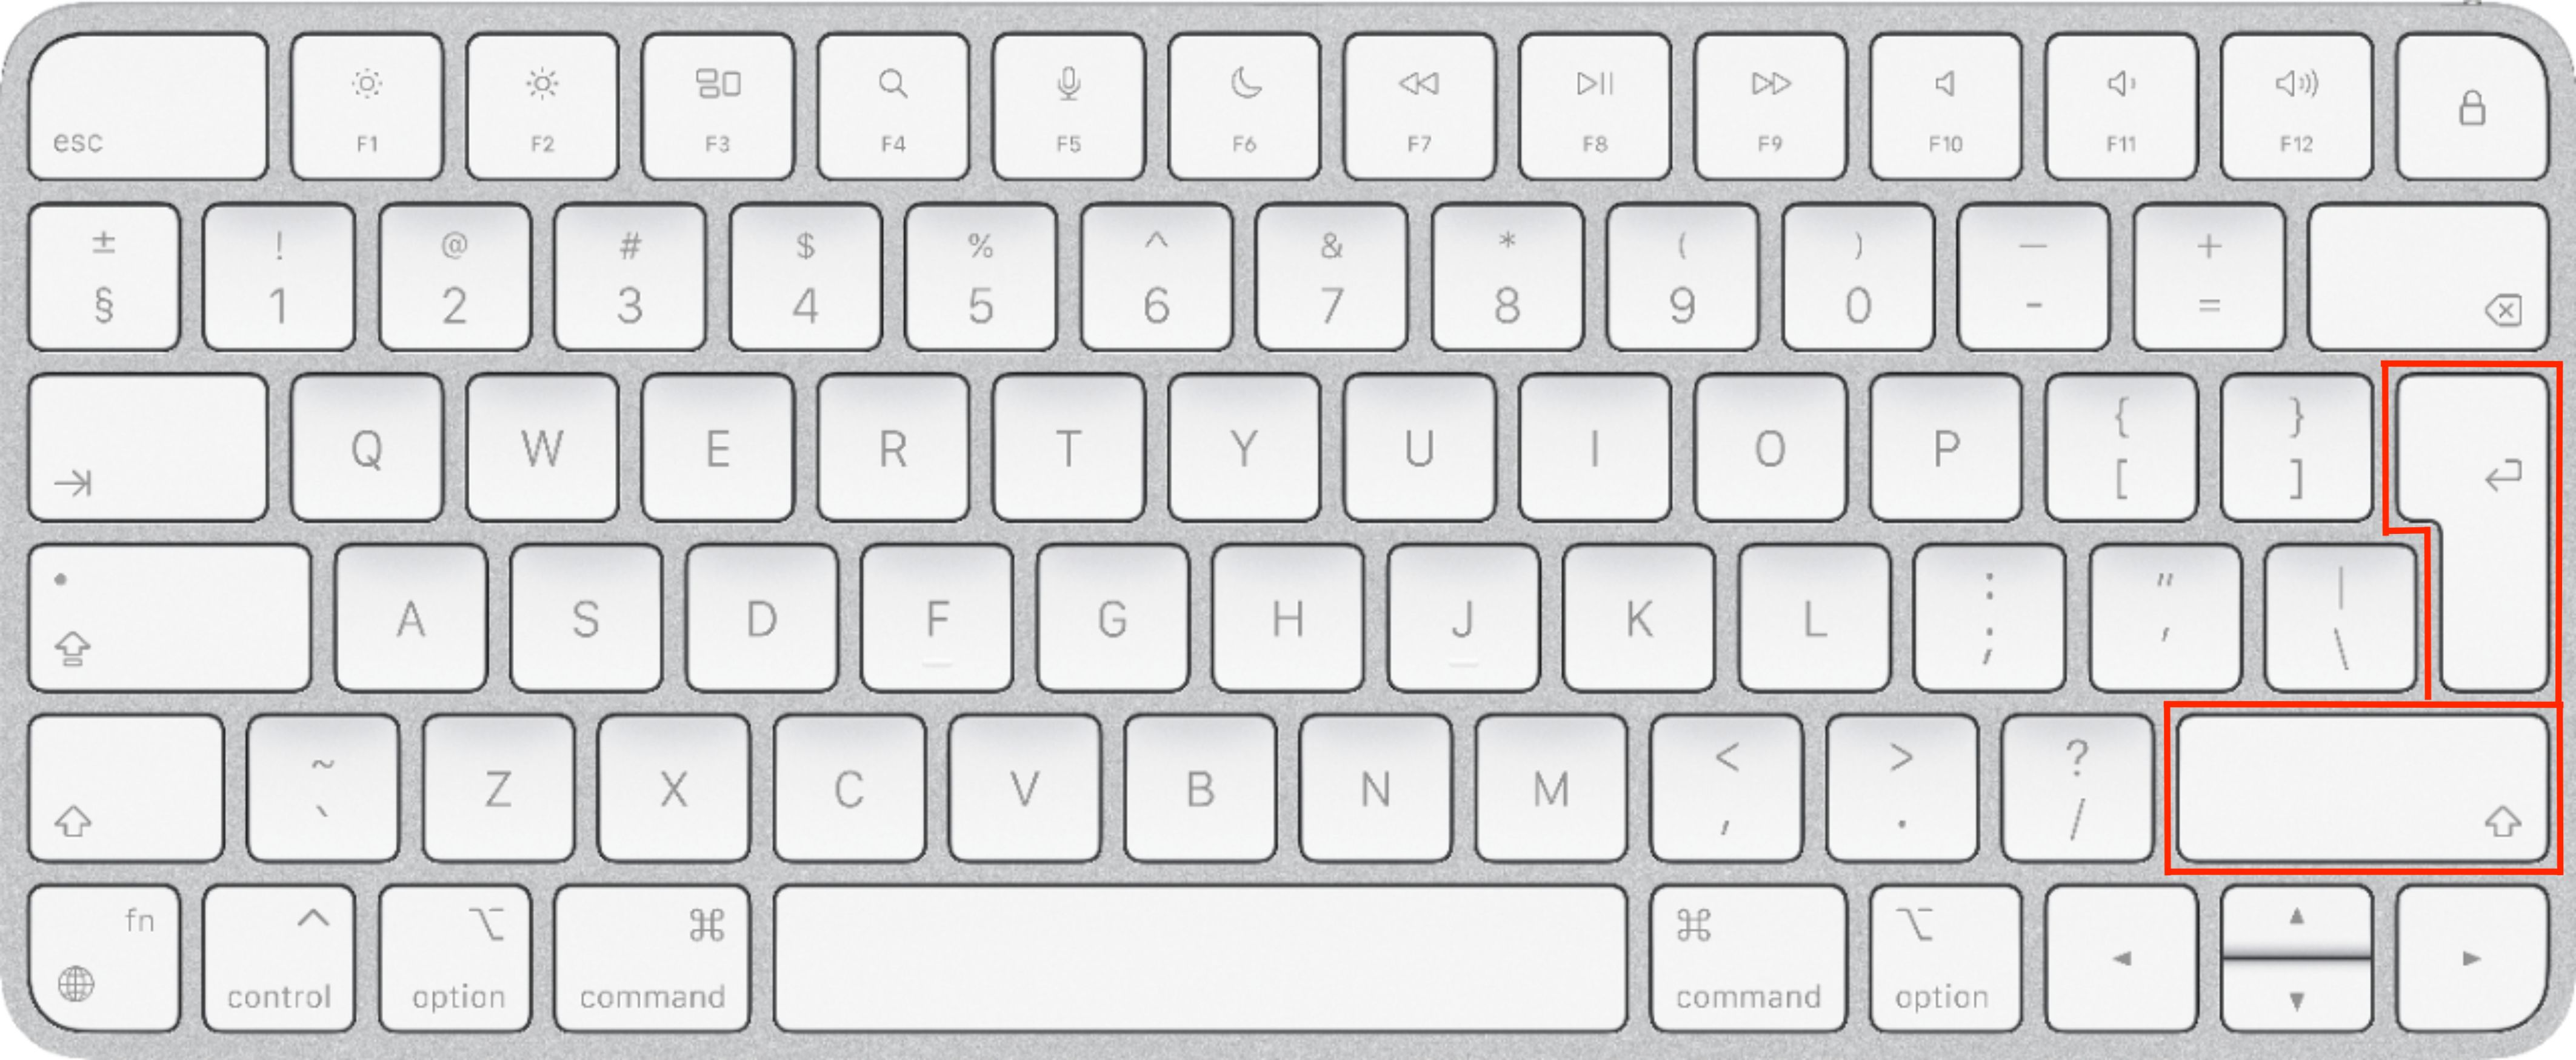 esc F1 F2 F3 F4 F5 F6 F7 F8 F9 F10 F11 F12
± ! @ # $ % ^ & * ( ) — +
§ 1 2 3 4 5 6 7 8 9 0 - =
{ }
Q W E R T Y U I O P [ ]
: " |
A S D F G H J K L ; ' \
~ < > ?
` Z X C V B N M , . /
fn ^ ⌥ ⌘ ⌘ ⌥
control option command command option